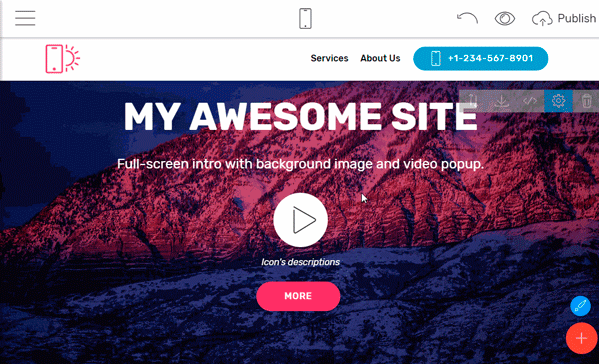 Publish
Services About Us +1-234-567-8901
MY AWESOME SITE
Full-screen intro with background image and video popup.
Icon's descriptions
MORE